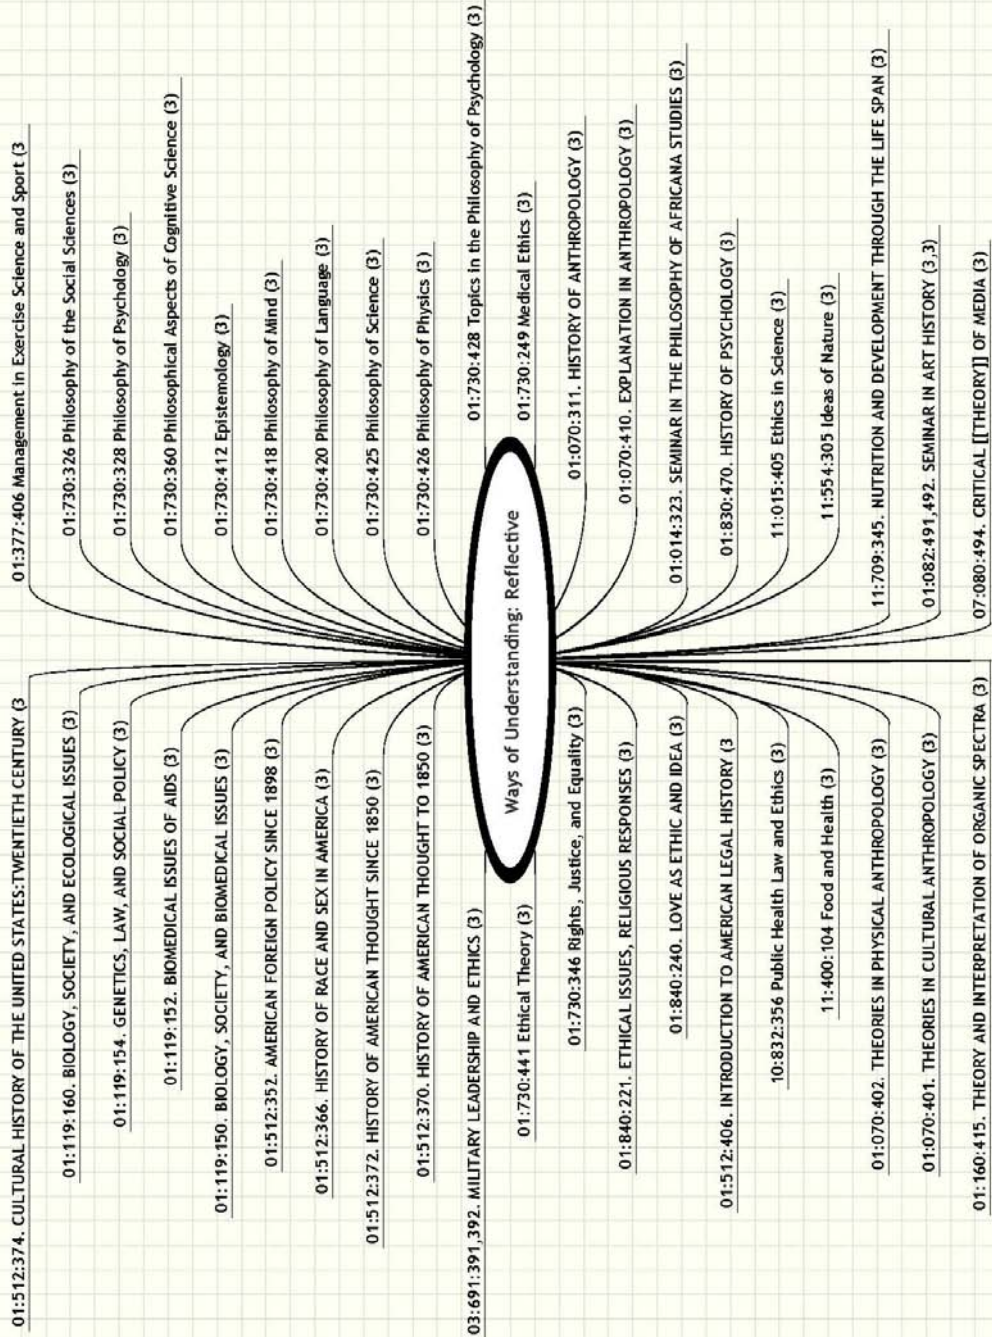 01:512:374. CULTURAL HISTORY OF THE UNITED STATES:TWENTIETH CENTURY (3
01:119:160. BIOLOGY, SOCIETY, AND ECOLOGICAL ISSUES (3)
01:119:154. GENETICS, LAW, AND SOCIAL POLICY (3)
01:119:152. BIOMEDICAL ISSUES OF AIDS (3)
01:119:150. BIOLOGY, SOCIETY, AND BIOMEDICAL ISSUES (3)
01:512:352. AMERICAN FOREIGN POLICY SINCE 1898 (3)
01:512:366. HISTORY OF RACE AND SEX IN AMERICA (3)
01:512:372. HISTORY OF AMERICAN THOUGHT SINCE 1850 (3)
01:512:370. HISTORY OF AMERICAN THOUGHT TO 1850 (3)
03:691:391,392. MILITARY LEADERSHIP AND ETHICS (3)
01:730:441 Ethical Theory (3)
01:730:346 Rights, Justice, and Equality (3)
01:840:221. ETHICAL ISSUES, RELIGIOUS RESPONSES (3)
01:840:240. LOVE AS ETHIC AND IDEA (3)
01:512:406. INTRODUCTION TO AMERICAN LEGAL HISTORY (3
10:832:356 Public Health Law and Ethics (3)
11:400:104 Food and Health (3)
01:070:402. THEORIES IN PHYSICAL ANTHROPOLOGY (3)
01:070:401. THEORIES IN CULTURAL ANTHROPOLOGY (3)
01:160:415. THEORY AND INTERPRETATION OF ORGANIC SPECTRA (3)
Ways of Understanding: Reflective
01:377:406 Management in Exercise Science and Sport (3
01:730:326 Philosophy of the Social Sciences (3)
01:730:328 Philosophy of Psychology (3)
01:730:360 Philosophical Aspects of Cognitive Science (3)
01:730:412 Epistemology (3)
01:730:418 Philosophy of Mind (3)
01:730:420 Philosophy of Language (3)
01:730:425 Philosophy of Science (3)
01:730:426 Philosophy of Physics (3)
01:730:428 Topics in the Philosophy of Psychology (3)
01:730:249 Medical Ethics (3)
01:070:311. HISTORY OF ANTHROPOLOGY (3)
01:070:410. EXPLANATION IN ANTHROPOLOGY (3)
01:014:323. SEMINAR IN THE PHILOSOPHY OF AFRICANA STUDIES (3)
01:830:470. HISTORY OF PSYCHOLOGY (3)
11:015:405 Ethics in Science (3)
11:554:305 Ideas of Nature (3)
11:709:345. NUTRITION AND DEVELOPMENT THROUGH THE LIFE SPAN (3)
01:082:491,492. SEMINAR IN ART HISTORY (3,3)
07:080:494. CRITICAL [[THEORY]] OF MEDIA (3)